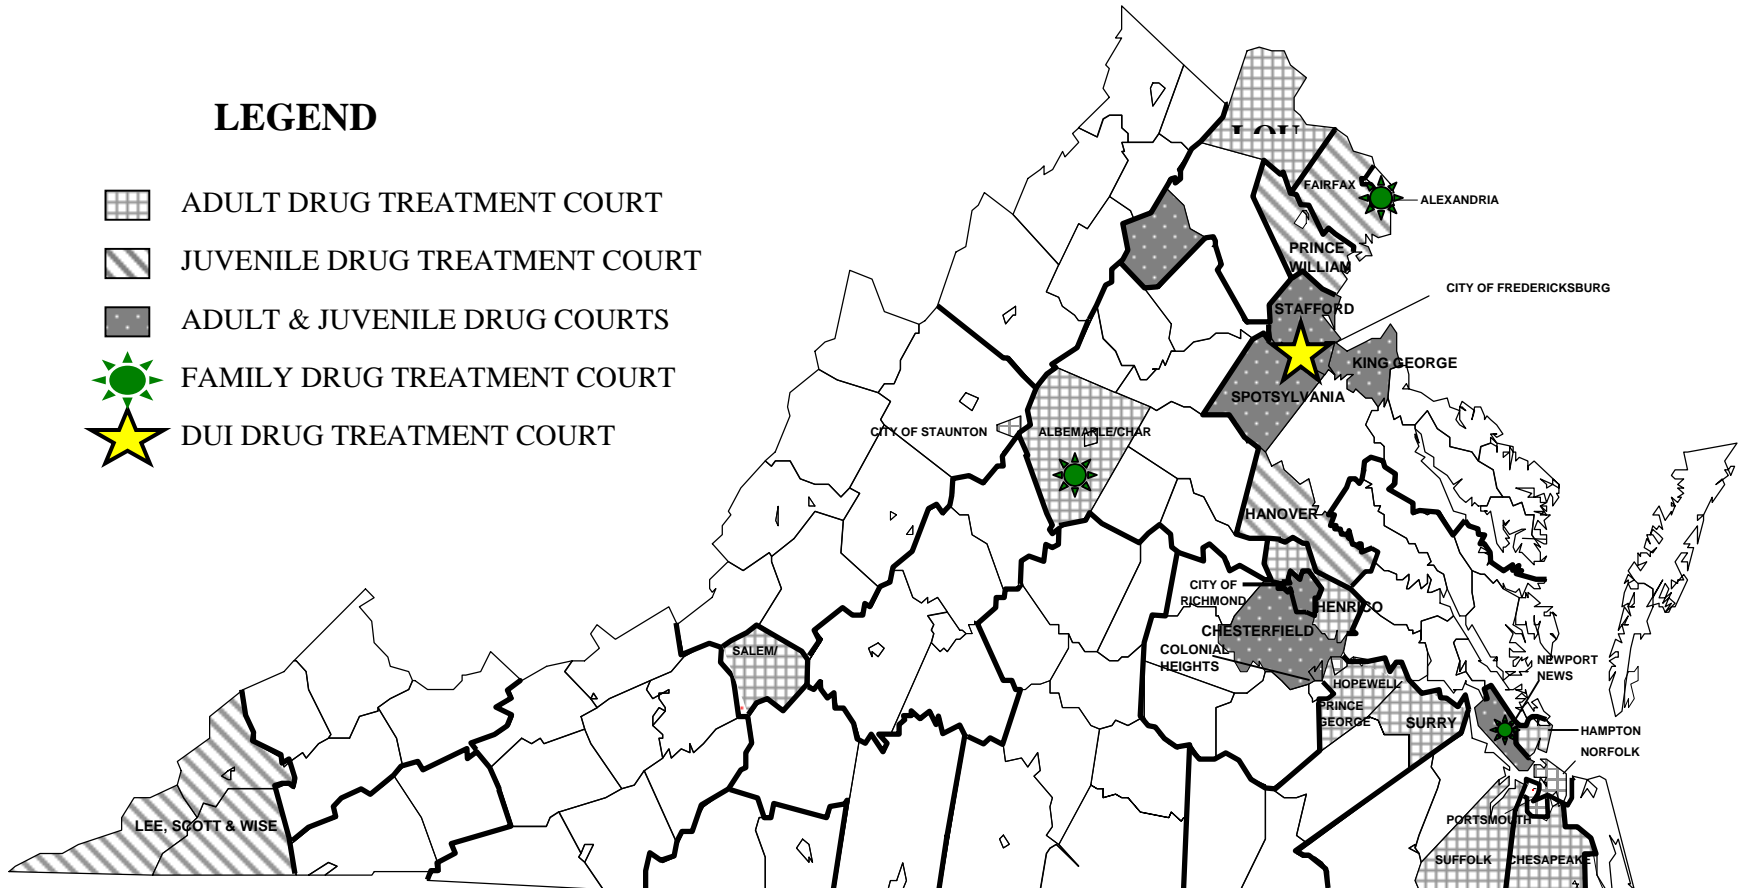 LEGEND
ADULT DRUG TREATMENT COURT
JUVENILE DRUG TREATMENT COURT
ADULT & JUVENILE DRUG COURTS
FAMILY DRUG TREATMENT COURT
DUI DRUG TREATMENT COURT
LOU
FAIRFAX
ALEXANDRIA
PRINCE
WILLIAM
CITY OF FREDERICKSBURG
STAFFORD
KING GEORGE
SPOTSYLVANIA
CITY OF STAUNTON
ALBEMARLE/CHAR
HANOVER
CITY OF
RICHMOND
HENRICO
CHESTERFIELD
COLONIAL
HEIGHTS
SALEM/
NEWPORT
NEWS
HOPEWELL
PRINCE
GEORGE
SURRY
HAMPTON
NORFOLK
LEE, SCOTT & WISE
PORTSMOUTH
SUFFOLK
CHESAPEAKE